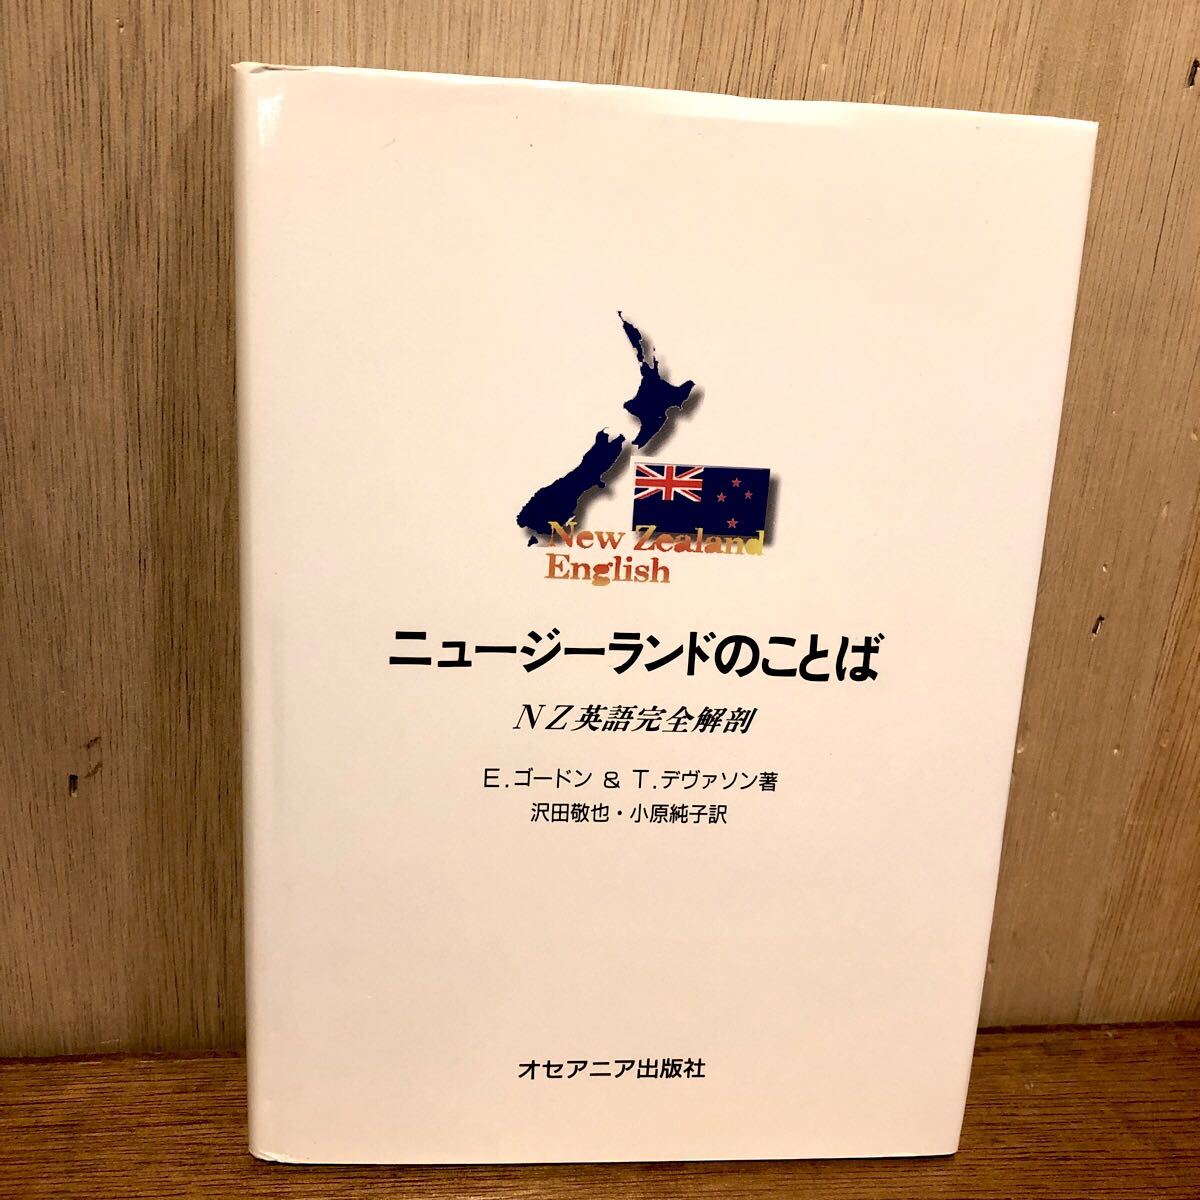 New Zealand
English
ニュージーランドのことば
NZ英語完全解剖
E.ゴードン & T.デヴァソン著
沢田敬也・小原純子訳
オセアニア出版社